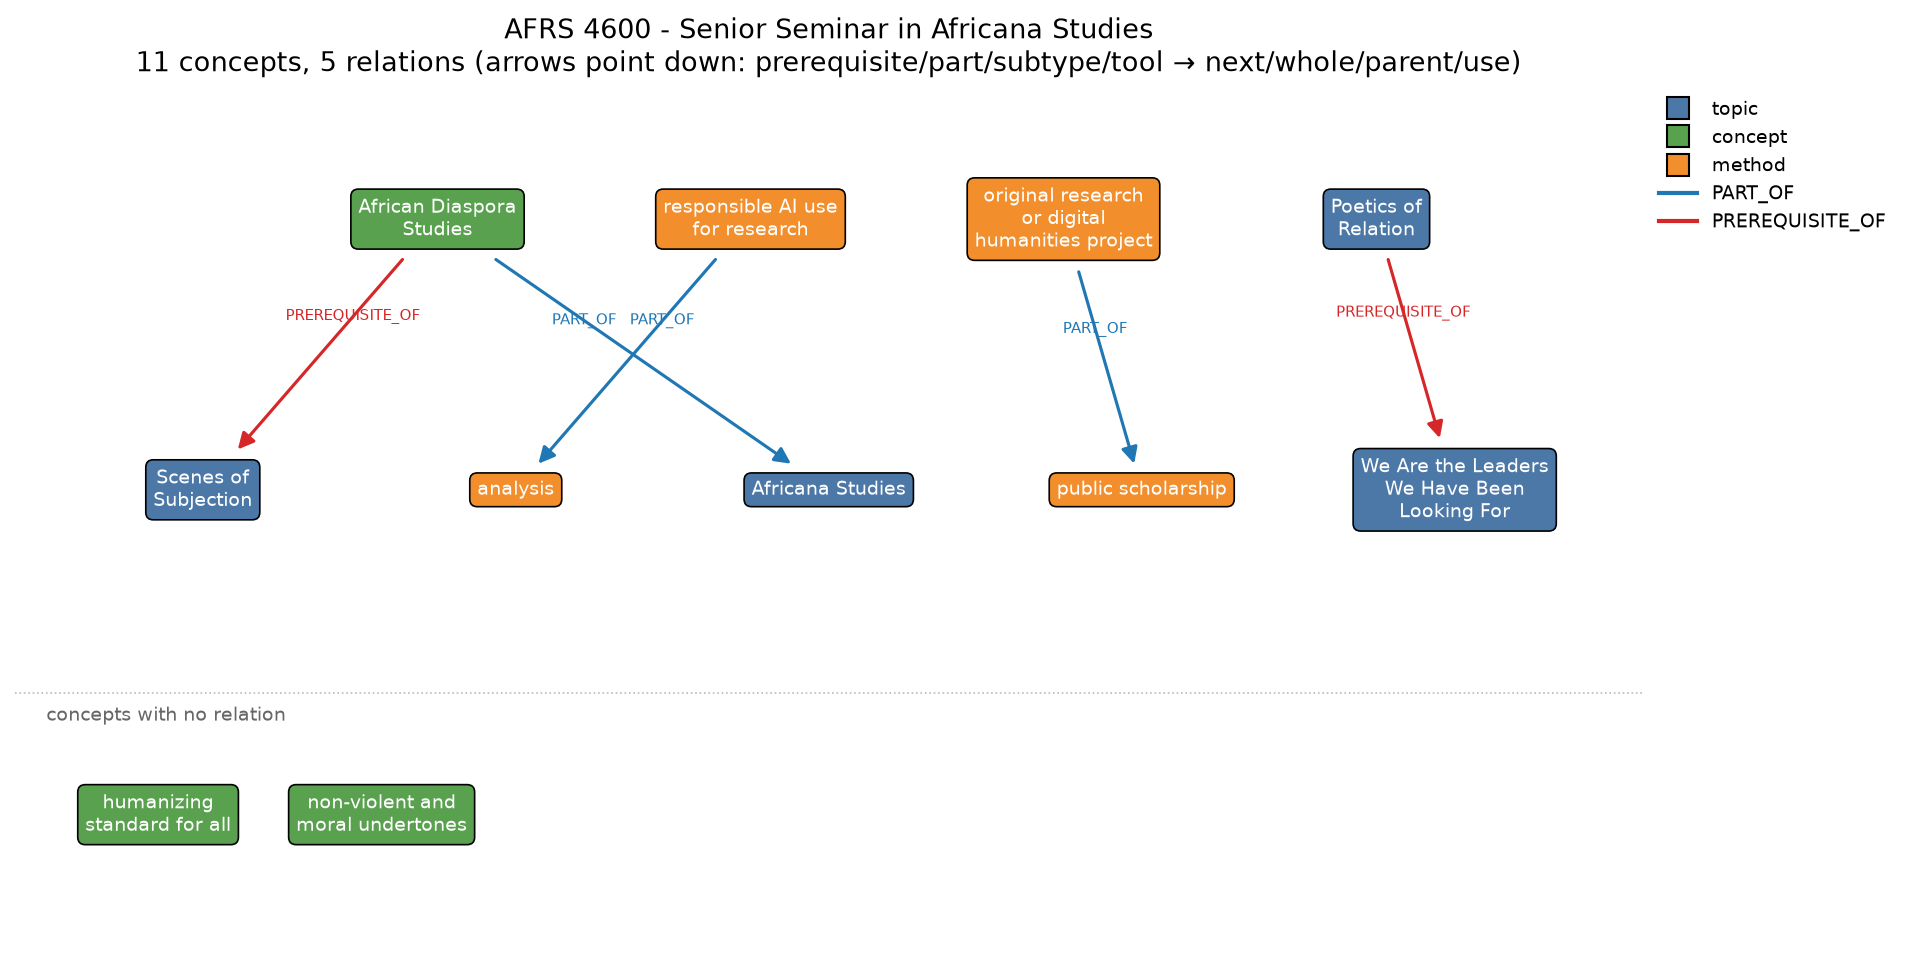 AFRS 4600 - Senior Seminar in Africana Studies
11 concepts, 5 relations (arrows point down: prerequisite/part/subtype/tool → next/whole/parent/use)
topic
concept
method
PART_OF
PREREQUISITE_OF
African Diaspora
Studies
responsible AI use
for research
original research
or digital
humanities project
Poetics of
Relation
PREREQUISITE_OF
PART_OF
PART_OF
PART_OF
PREREQUISITE_OF
Scenes of
Subjection
analysis
Africana Studies
public scholarship
We Are the Leaders
We Have Been
Looking For
concepts with no relation
humanizing
standard for all
non-violent and
moral undertones